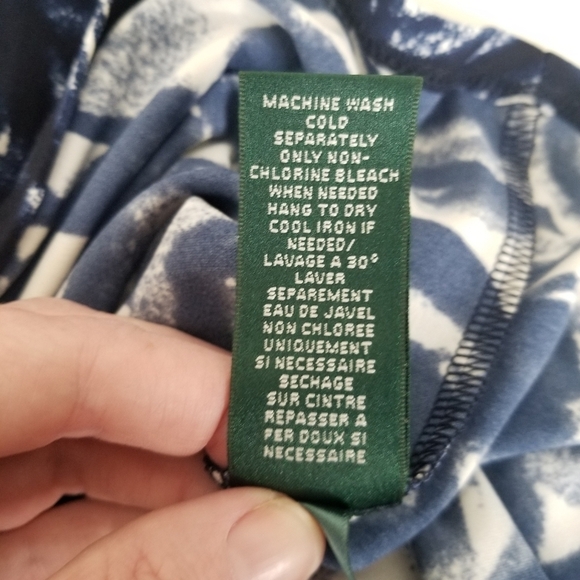 MACHINE WASH
COLD
SEPARATELY
ONLY NON-
CHLORINE BLEACH
WHEN NEEDED
HANG TO DRY
COOL IRON IF
NEEDED/
LAVAGE A 30°
LAVER
SEPAREMENT
EAU DE JAVEL
NON CHLOREE
UNIQUEMENT
SI NECESSAIRE
SECHAGE
SUR CINTRE
REPASSER A
FER DOUX SI
NECESSAIRE